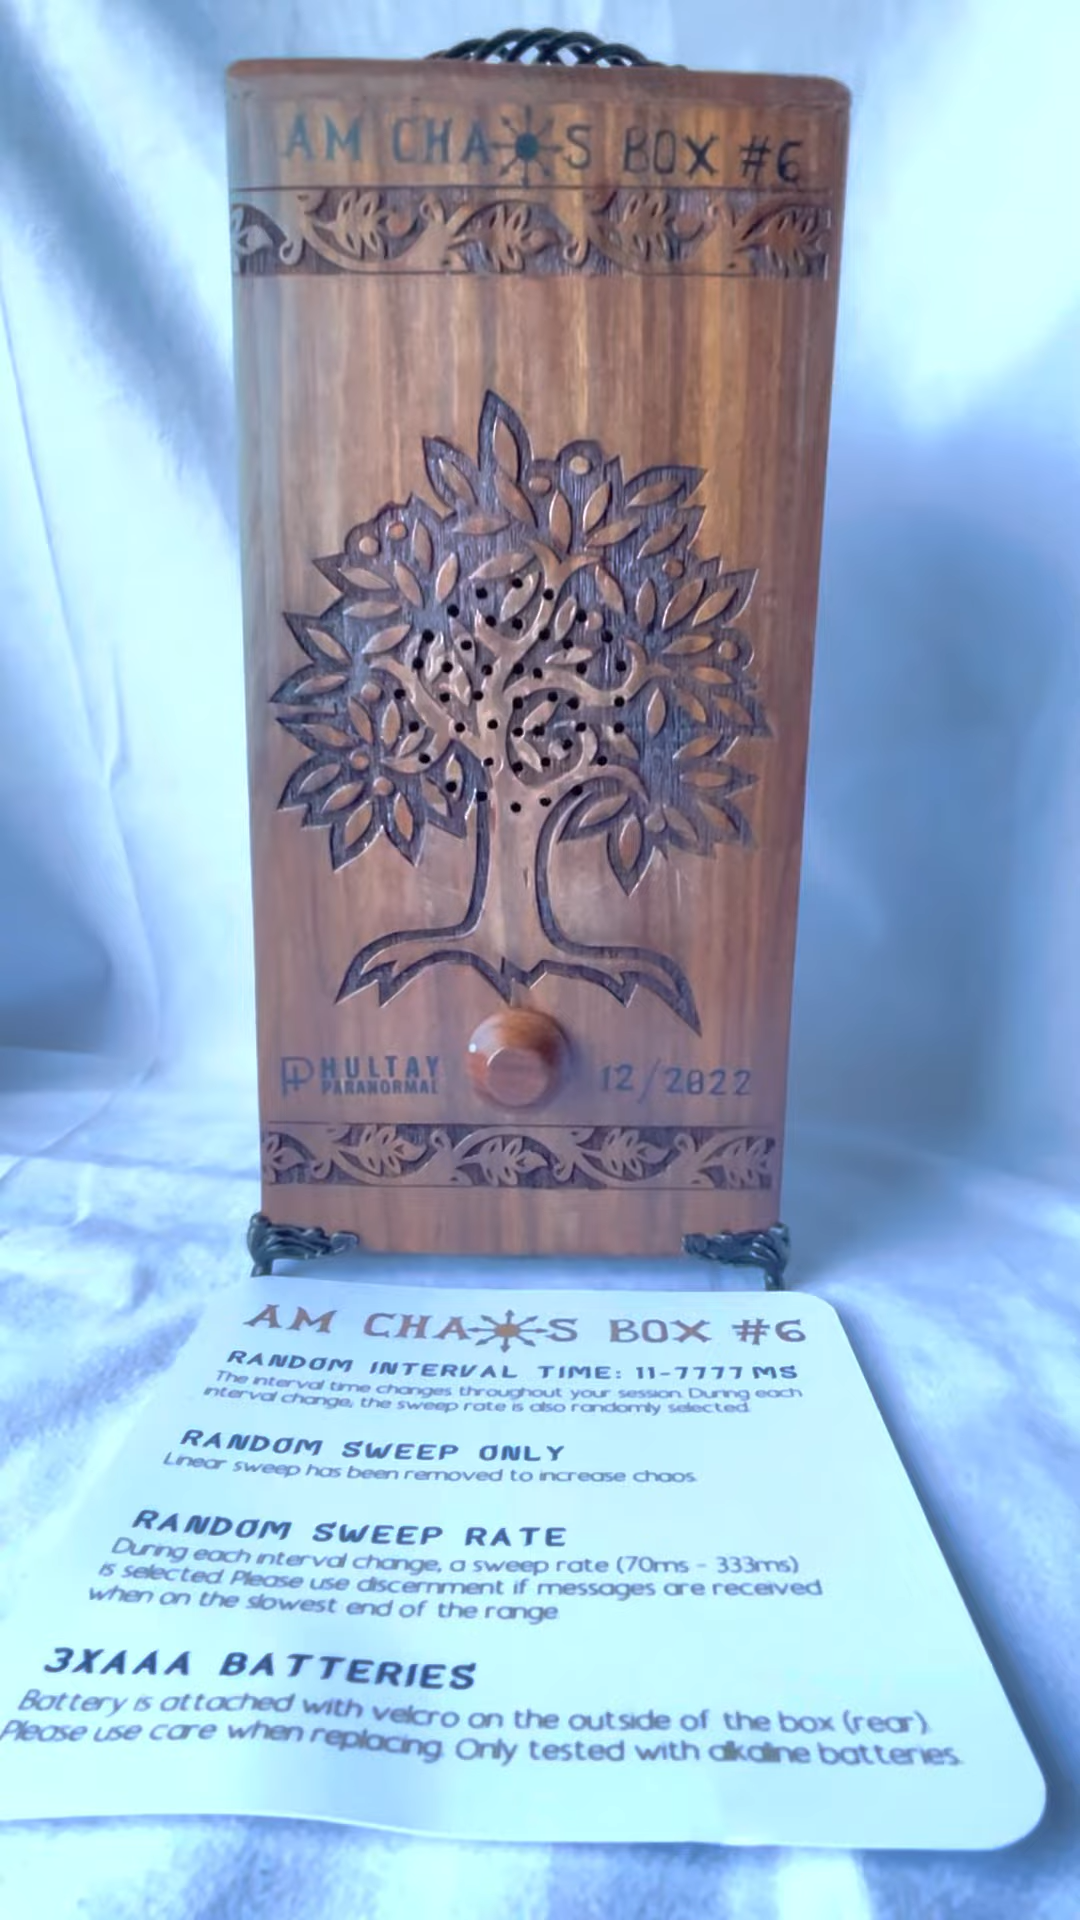 AM CHAOS BOX #6
HULTAY
PARANORMAL
12/2022
AM CHAOS BOX #6
RANDOM INTERVAL TIME: 11-7777 MS
The interval time changes throughout your session. During each
interval change, the sweep rate is also randomly selected.
RANDOM SWEEP ONLY
Linear sweep has been removed to increase chaos.
RANDOM SWEEP RATE
During each interval change, a sweep rate (70ms - 333ms)
is selected. Please use discernment if messages are received
when on the slowest end of the range.
3XAAA BATTERIES
Battery is attached with velcro on the outside of the box (rear).
Please use care when replacing. Only tested with alkaline batteries.